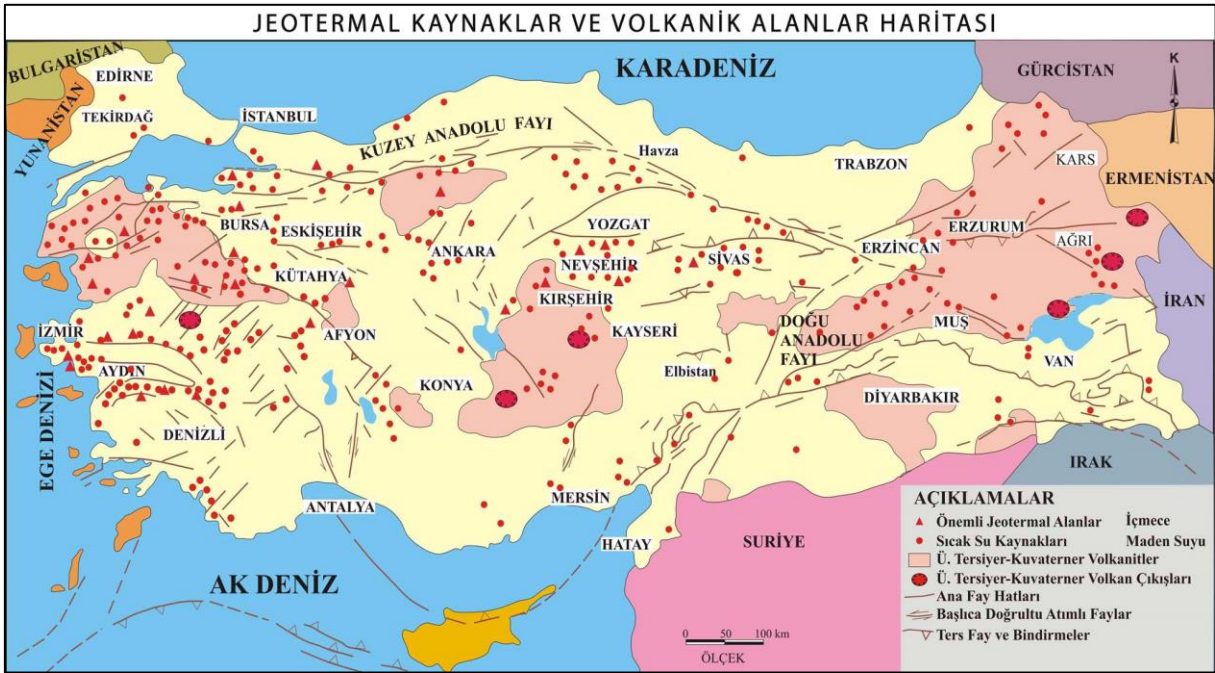 JEOTERMAL KAYNAKLAR VE VOLKANİK ALANLAR HARİTASI
BULGARİSTAN
EDİRNE
YUNANİSTAN
TEKİRDAĞ
İSTANBUL
KARADENİZ
GÜRCİSTAN
K
KUZEY ANADOLU FAYI
Havza
TRABZON
KARS
ERMENİSTAN
BURSA
ESKİŞEHİR
ANKARA
YOZGAT
SİVAS
ERZİNCAN
ERZURUM
AĞRI
KÜTAHYA
NEVŞEHİR
KIRŞEHİR
İRAN
İZMİR
AFYON
KAYSERİ
DOĞU
ANADOLU
FAYI
MUŞ
VAN
AYDIN
KONYA
Elbistan
DİYARBAKIR
EGE DENİZİ
DENİZLİ
IRAK
ANTALYA
MERSİN
HATAY
SURİYE
AK DENİZ
AÇIKLAMALAR
Önemli Jeotermal Alanlar İçmece
Sıcak Su Kaynakları Maden Suyu
Ü. Tersiyer-Kuvaterner Volkanitler
Ü. Tersiyer-Kuvaterner Volkan Çıkışları
Ana Fay Hatları
Başlıca Doğrultu Atımlı Faylar
Ters Fay ve Bindirmeler
0 50 100 km
ÖLÇEK